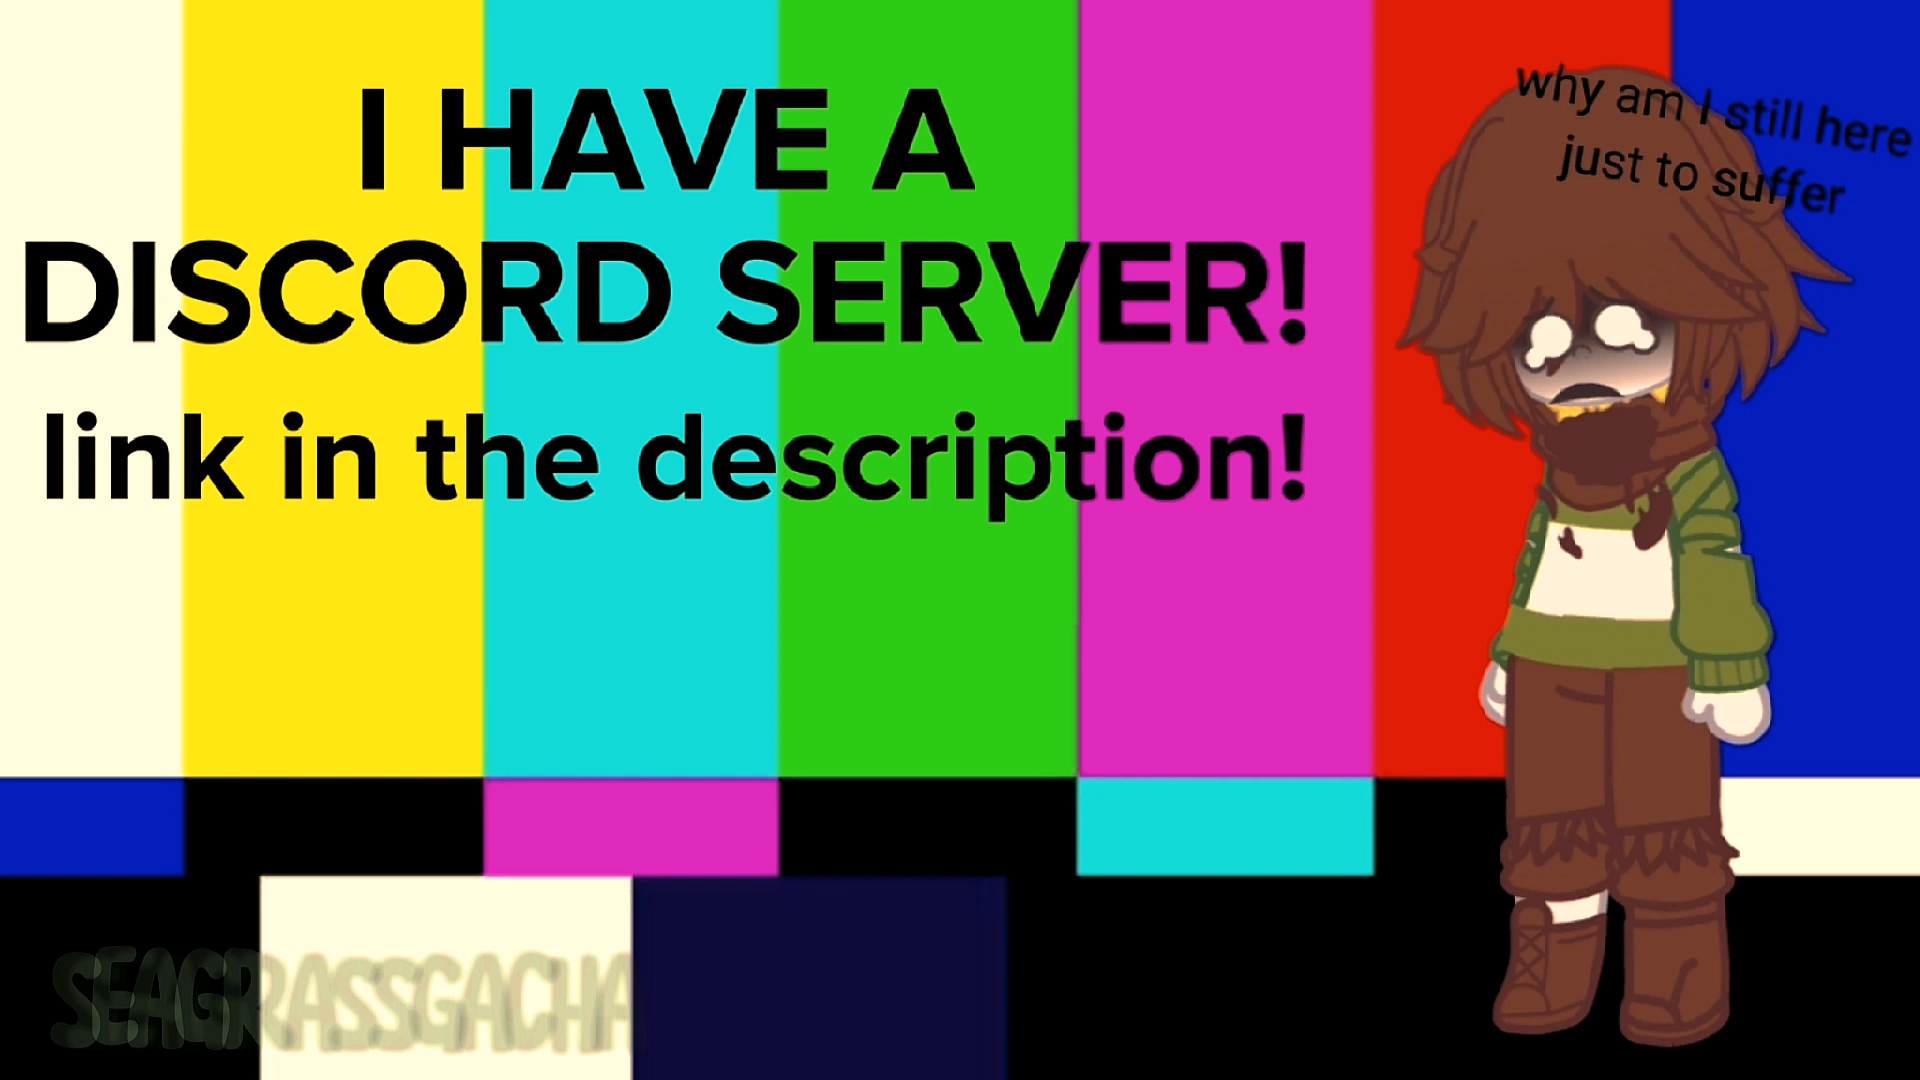 I HAVE A
DISCORD SERVER!
link in the description!
why am I still here
just to suffer
SEAGRASSGACHA